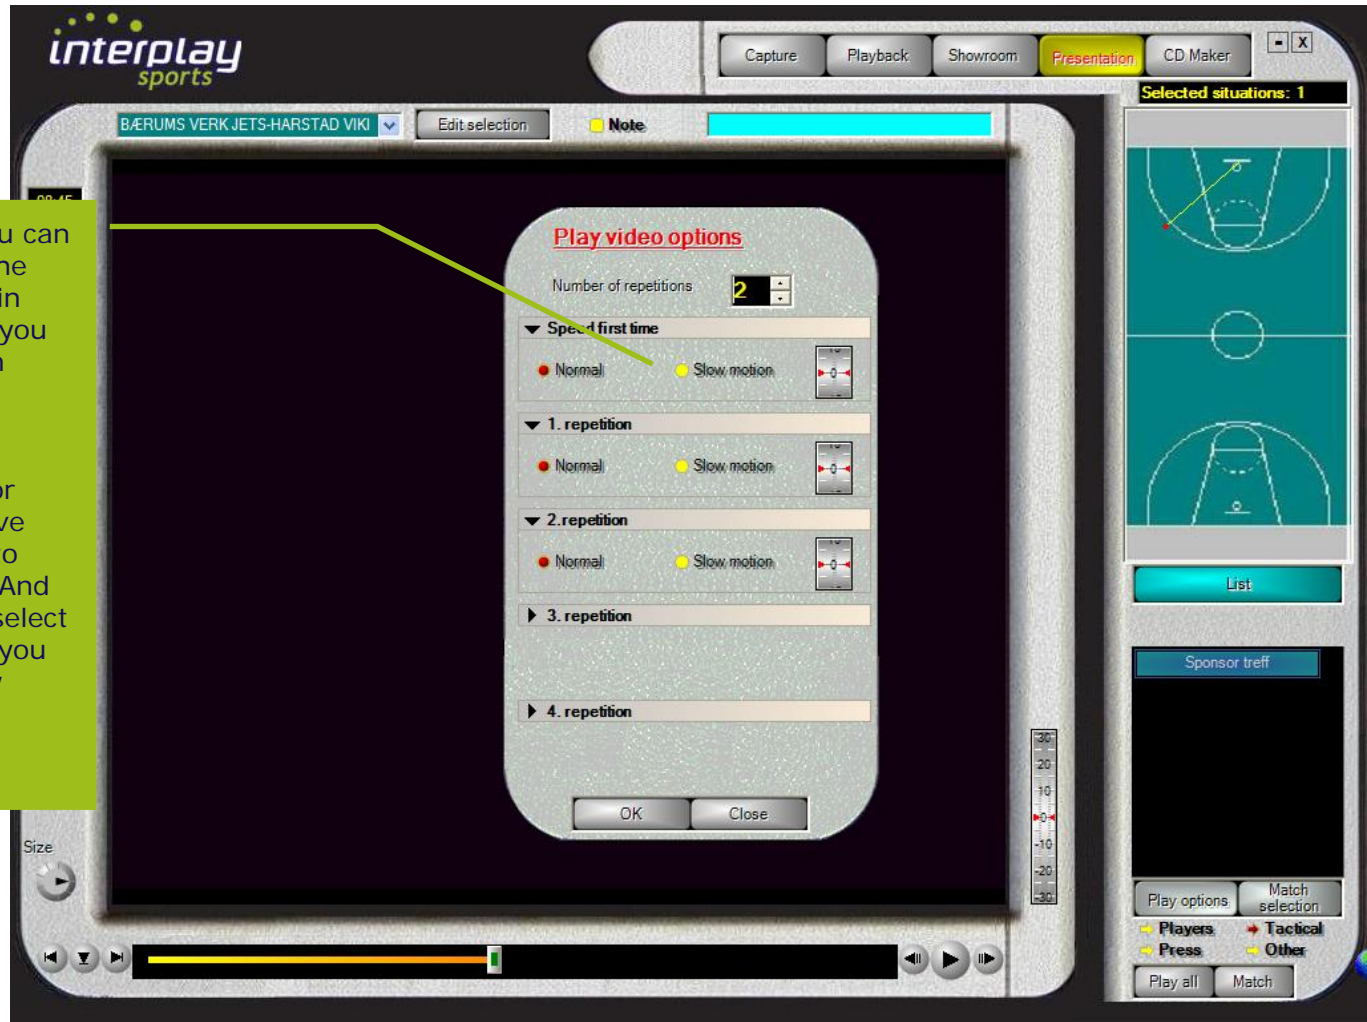 interplay
sports
Capture Playback Showroom Presentation CD Maker - X
Selected situations: 1
BÆRUMS VERK JETS-HARSTAD VIKI Edit selection Note
u can
he
in
you
n
or
ve
o
And
select
you
Play video options
Number of repetitions 2
Speed first time
Normal Slow motion 0
1. repetition
Normal Slow motion 0
2.repetition
Normal Slow motion 0
3. repetition
4. repetition
OK Close
30
20
10
0
-10
-20
-30
Size
List
Sponsor treff
Play options Match selection
Players Tactical
Press Other
Play all Match